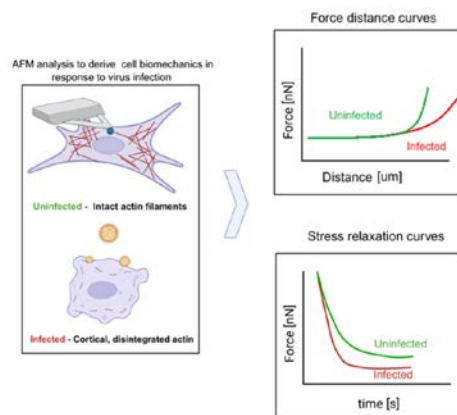 AFM analysis to derive cell biomechanics in
response to virus infection
Uninfected - Intact actin filaments
Infected - Cortical, disintegrated actin
Force distance curves
Force [nN]
Uninfected
Infected
Distance [um]
Stress relaxation curves
Force [nN]
Uninfected
Infected
time [s]